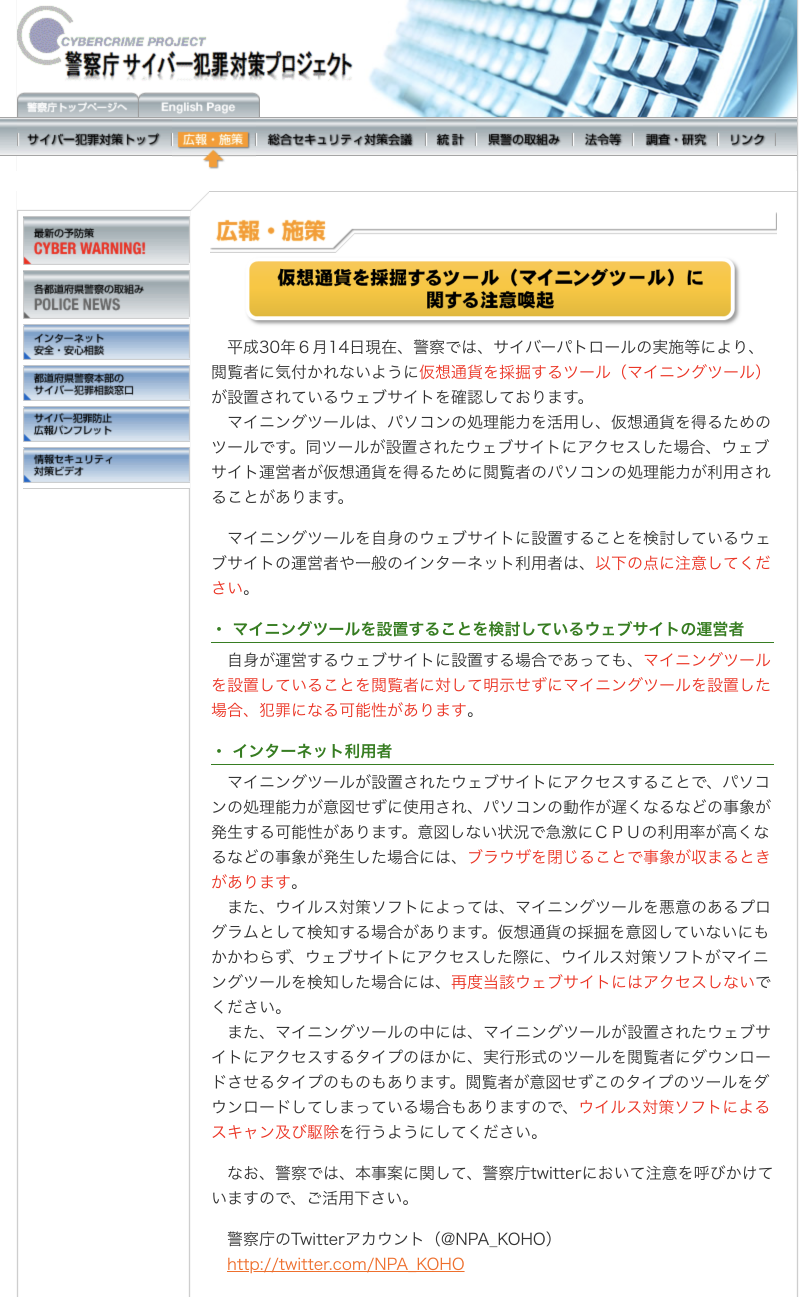 CYBERCRIME PROJECT
警察庁 サイバー犯罪対策プロジェクト
警察庁トップページへ
English Page
サイバー犯罪対策トップ
広報・施策
総合セキュリティ対策会議
統 計
県警の取組み
法令等
調査・研究
リンク
最新の予防策
CYBER WARNING!
各都道府県警察の取組み
POLICE NEWS
インターネット
安全・安心相談
都道府県警察本部の
サイバー犯罪相談窓口
サイバー犯罪防止
広報パンフレット
情報セキュリティ
対策ビデオ
広報・施策
仮想通貨を採掘するツール（マイニングツール）に
関する注意喚起
平成30年６月14日現在、警察では、サイバーパトロールの実施等により、
閲覧者に気付かれないように仮想通貨を採掘するツール（マイニングツール）
が設置されているウェブサイトを確認しております。
マイニングツールは、パソコンの処理能力を活用し、仮想通貨を得るための
ツールです。同ツールが設置されたウェブサイトにアクセスした場合、ウェブ
サイト運営者が仮想通貨を得るために閲覧者のパソコンの処理能力が利用され
ることがあります。
マイニングツールを自身のウェブサイトに設置することを検討しているウェ
ブサイトの運営者や一般のインターネット利用者は、以下の点に注意してくだ
さい。
・ マイニングツールを設置することを検討しているウェブサイトの運営者
自身が運営するウェブサイトに設置する場合であっても、マイニングツール
を設置していることを閲覧者に対して明示せずにマイニングツールを設置した
場合、犯罪になる可能性があります。
・ インターネット利用者
マイニングツールが設置されたウェブサイトにアクセスすることで、パソコ
ンの処理能力が意図せずに使用され、パソコンの動作が遅くなるなどの事象が
発生する可能性があります。意図しない状況で急激にＣＰＵの利用率が高くな
るなどの事象が発生した場合には、ブラウザを閉じることで事象が収まるとき
があります。
また、ウイルス対策ソフトによっては、マイニングツールを悪意のあるプロ
グラムとして検知する場合があります。仮想通貨の採掘を意図していないにも
かかわらず、ウェブサイトにアクセスした際に、ウイルス対策ソフトがマイニ
ングツールを検知した場合には、再度当該ウェブサイトにはアクセスしないで
ください。
また、マイニングツールの中には、マイニングツールが設置されたウェブサ
イトにアクセスするタイプのほかに、実行形式のツールを閲覧者にダウンロー
ドさせるタイプのものもあります。閲覧者が意図せずこのタイプのツールをダ
ウンロードしてしまっている場合もありますので、ウイルス対策ソフトによる
スキャン及び駆除を行うようにしてください。
なお、警察では、本事案に関して、警察庁twitterにおいて注意を呼びかけて
いますので、ご活用下さい。
警察庁のTwitterアカウント（@NPA_KOHO）
http://twitter.com/NPA_KOHO